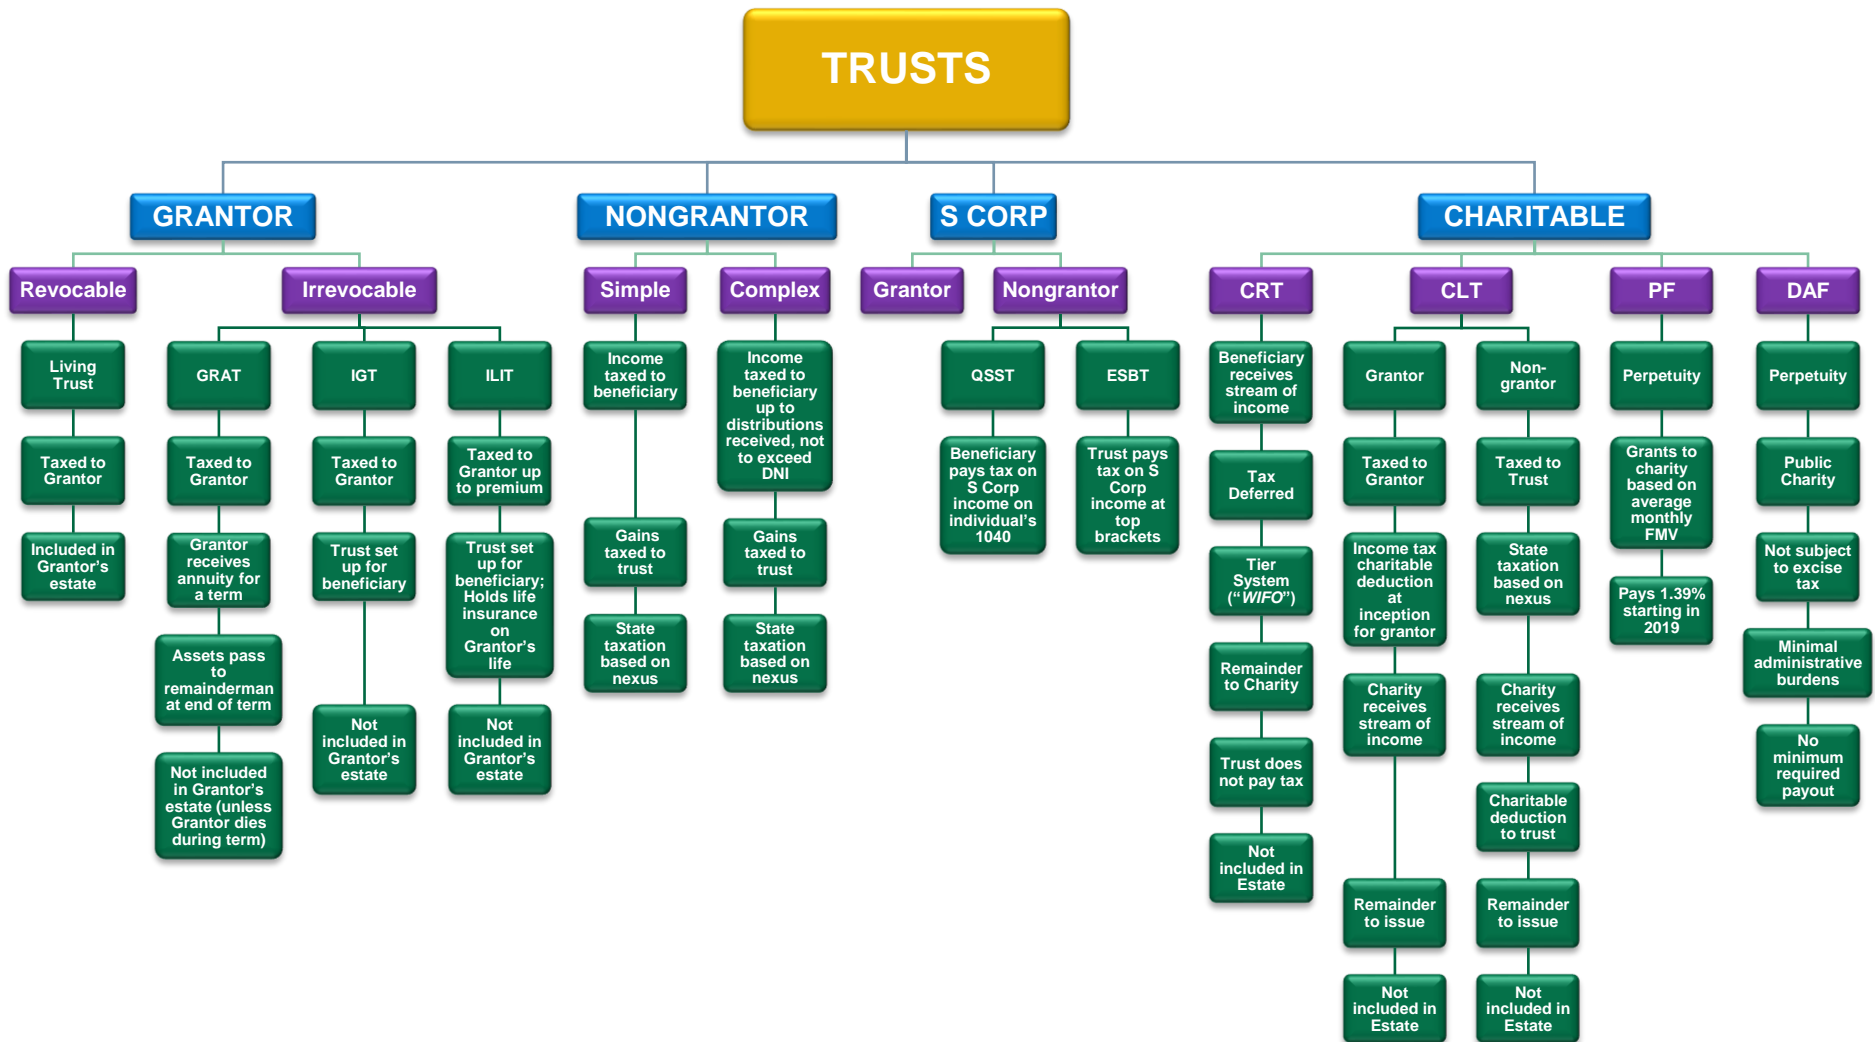 TRUSTS
GRANTOR
NONGRANTOR
S CORP
CHARITABLE
Revocable
Irrevocable
Simple
Complex
Grantor
Nongrantor
CRT
CLT
PF
DAF
Living
Trust
Taxed to
Grantor
Included in
Grantor’s
estate
GRAT
Taxed to
Grantor
Grantor
receives
annuity for
a term
Assets pass
to
remainderman
at end of term
Not included
in Grantor’s
estate (unless
Grantor dies
during term)
IGT
Taxed to
Grantor
Trust set
up for
beneficiary
Not
included in
Grantor’s
estate
ILIT
Taxed to
Grantor up
to premium
Trust set
up for
beneficiary;
Holds life
insurance
on
Grantor’s
life
Not
included in
Grantor’s
estate
Income
taxed to
beneficiary
Gains
taxed to
trust
State
taxation
based on
nexus
Income
taxed to
beneficiary
up to
distributions
received, not
to exceed
DNI
Gains
taxed to
trust
State
taxation
based on
nexus
QSST
Beneficiary
pays tax on
S Corp
income on
individual’s
1040
ESBT
Trust pays
tax on S
Corp
income at
top
brackets
Beneficiary
receives
stream of
income
Tax
Deferred
Tier
System
(“WIFO”)
Remainder
to Charity
Trust does
not pay tax
Not
included in
Estate
Grantor
Taxed to
Grantor
Income tax
charitable
deduction
at
inception
for grantor
Charity
receives
stream of
income
Remainder
to issue
Not
included in
Estate
Non-
grantor
Taxed to
Trust
State
taxation
based on
nexus
Charity
receives
stream of
income
Charitable
deduction
to trust
Remainder
to issue
Not
included in
Estate
Perpetuity
Grants to
charity
based on
average
monthly
FMV
Pays 1.39%
starting in
2019
Perpetuity
Public
Charity
Not subject
to excise
tax
Minimal
administrative
burdens
No
minimum
required
payout